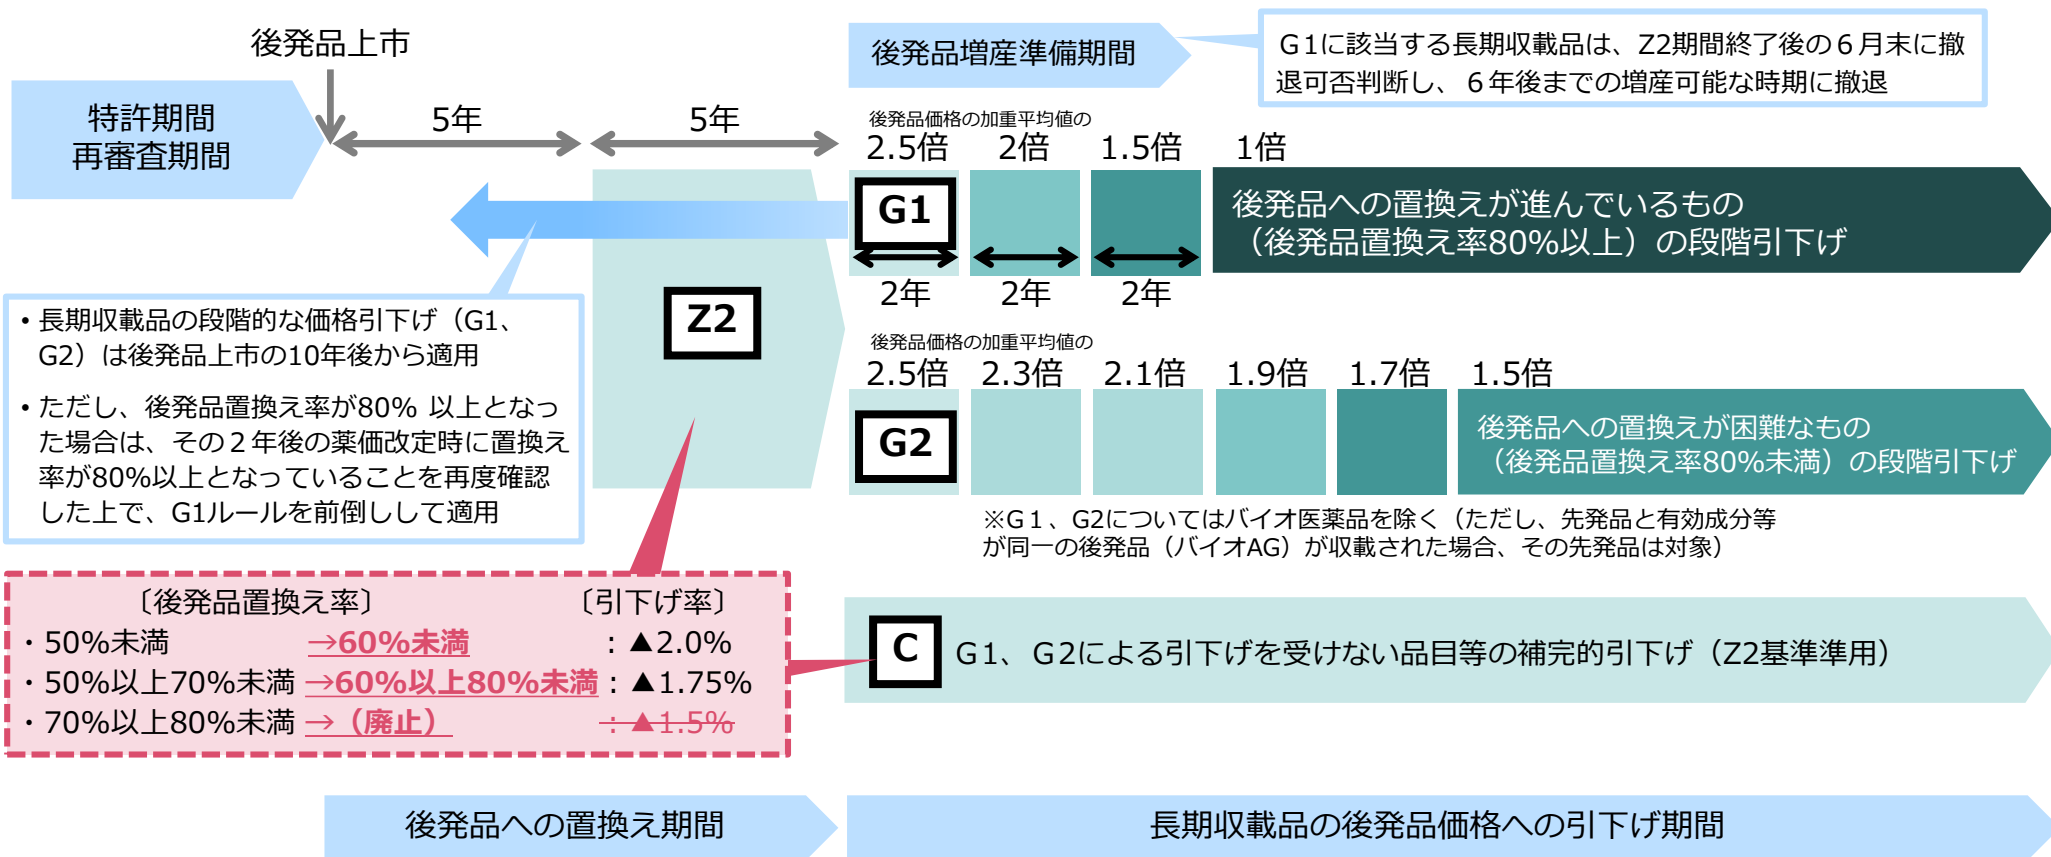 後発品上市
特許期間
再審査期間
5年
5年
後発品増産準備期間
G1に該当する長期収載品は、Z2期間終了後の6月末に撤
退可否判断し、6年後までの増産可能な時期に撤退
後発品価格の加重平均値の
2.5倍 2倍 1.5倍 1倍
G1
後発品への置換えが進んでいるもの
（後発品置換え率80%以上）の段階引下げ
2年 2年 2年
Z2
・長期収載品の段階的な価格引下げ（G1、
G2）は後発品上市の10年後から適用
・ただし、後発品置換え率が80% 以上となっ
た場合は、その２年後の薬価改定時に置換え
率が80%以上となっていることを再度確認
した上で、G1ルールを前倒しして適用
後発品価格の加重平均値の
2.5倍 2.3倍 2.1倍 1.9倍 1.7倍 1.5倍
G2
後発品への置換えが困難なもの
（後発品置換え率80%未満）の段階引下げ
※G１、G2についてはバイオ医薬品を除く（ただし、先発品と有効成分等
が同一の後発品（バイオAG）が収載された場合、その先発品は対象）
〔後発品置換え率〕 〔引下げ率〕
・50%未満 →60%未満 : ▲2.0%
・50%以上70%未満 →60%以上80%未満 : ▲1.75%
・70%以上80%未満 →（廃止） : ▲1.5%
C
G1、G2による引下げを受けない品目等の補完的引下げ（Z2基準準用）
後発品への置換え期間
長期収載品の後発品価格への引下げ期間